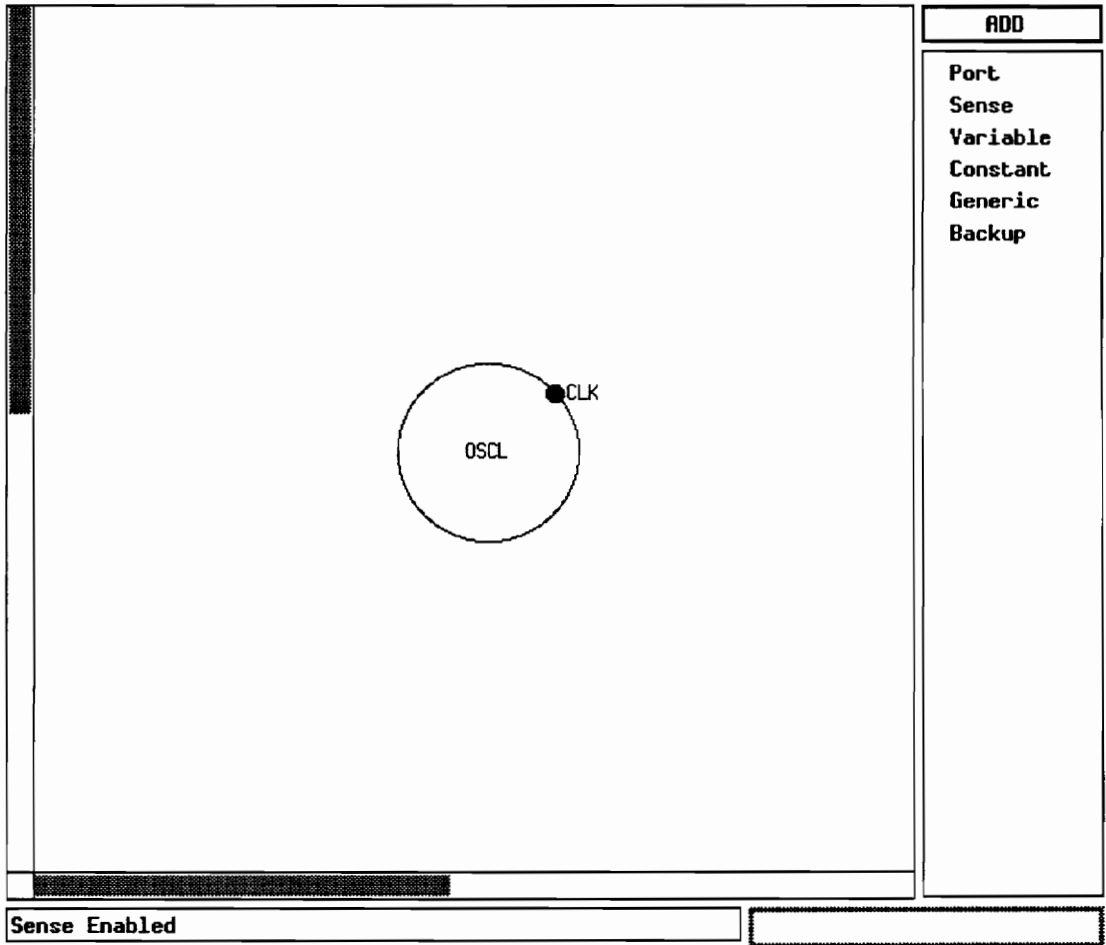 ADD
Port
Sense
Variable
Constant
Generic
Backup
CLK
OSCL
Sense Enabled